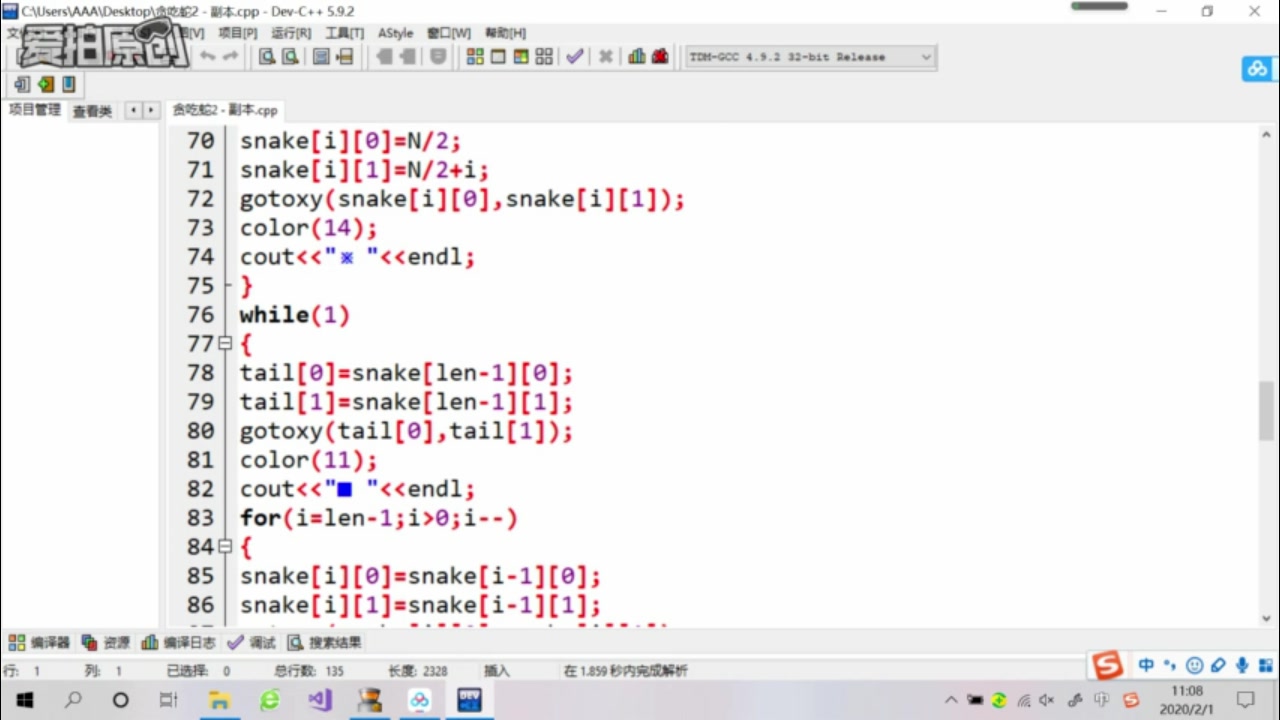 C:\Users\AAA\Desktop\贪吃蛇2 - 副本.cpp - Dev-C++ 5.9.2
爱拍原创
项目[P] 运行[R] 工具[T] AStyle 窗口[W] 帮助[H]
TDM-GCC 4.9.2 32-bit Release
项目管理 查看类 贪吃蛇2 - 副本.cpp
70 snake[i][0]=N/2;
71 snake[i][1]=N/2+i;
72 gotoxy(snake[i][0],snake[i][1]);
73 color(14);
74 cout<<"※ "<<endl;
75 }
76 while(1)
77 {
78 tail[0]=snake[len-1][0];
79 tail[1]=snake[len-1][1];
80 gotoxy(tail[0],tail[1]);
81 color(11);
82 cout<<"■ "<<endl;
83 for(i=len-1;i>0;i--)
84 {
85 snake[i][0]=snake[i-1][0];
86 snake[i][1]=snake[i-1][1];
编译器 资源 编译日志 调试 搜索结果
行: 1 列: 1 已选择: 0 总行数: 135 长度: 2328 插入 在 1.859 秒内完成解析
中
11:08
2020/2/1